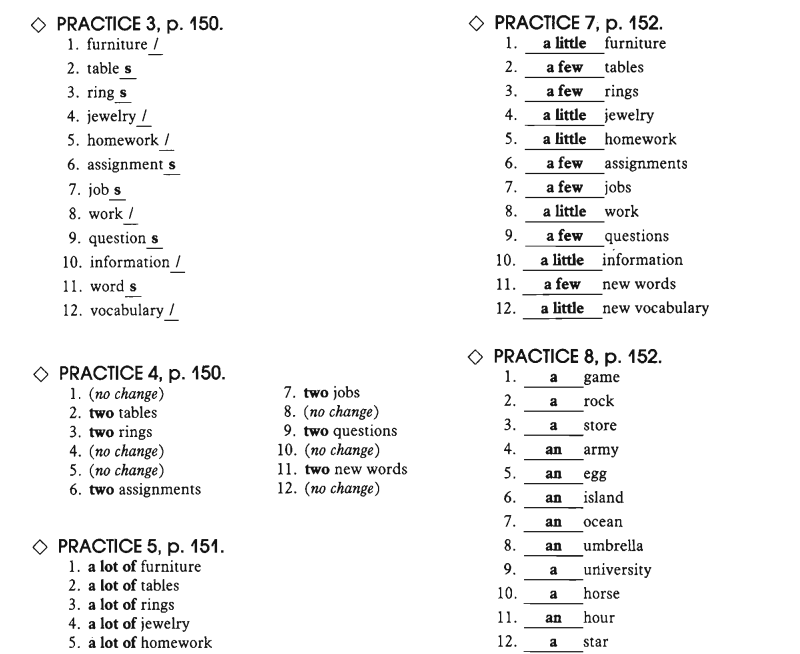 ◇ PRACTICE 3, p. 150.
1. furniture /
2. table s
3. ring s
4. jewelry /
5. homework /
6. assignment s
7. job s
8. work /
9. question s
10. information /
11. word s
12. vocabulary /
◇ PRACTICE 4, p. 150.
1. (no change)
2. two tables
3. two rings
4. (no change)
5. (no change)
6. two assignments
7. two jobs
8. (no change)
9. two questions
10. (no change)
11. two new words
12. (no change)
◇ PRACTICE 5, p. 151.
1. a lot of furniture
2. a lot of tables
3. a lot of rings
4. a lot of jewelry
5. a lot of homework
◇ PRACTICE 7, p. 152.
1. a little furniture
2. a few tables
3. a few rings
4. a little jewelry
5. a little homework
6. a few assignments
7. a few jobs
8. a little work
9. a few questions
10. a little information
11. a few new words
12. a little new vocabulary
◇ PRACTICE 8, p. 152.
1. a game
2. a rock
3. a store
4. an army
5. an egg
6. an island
7. an ocean
8. an umbrella
9. a university
10. a horse
11. an hour
12. a star